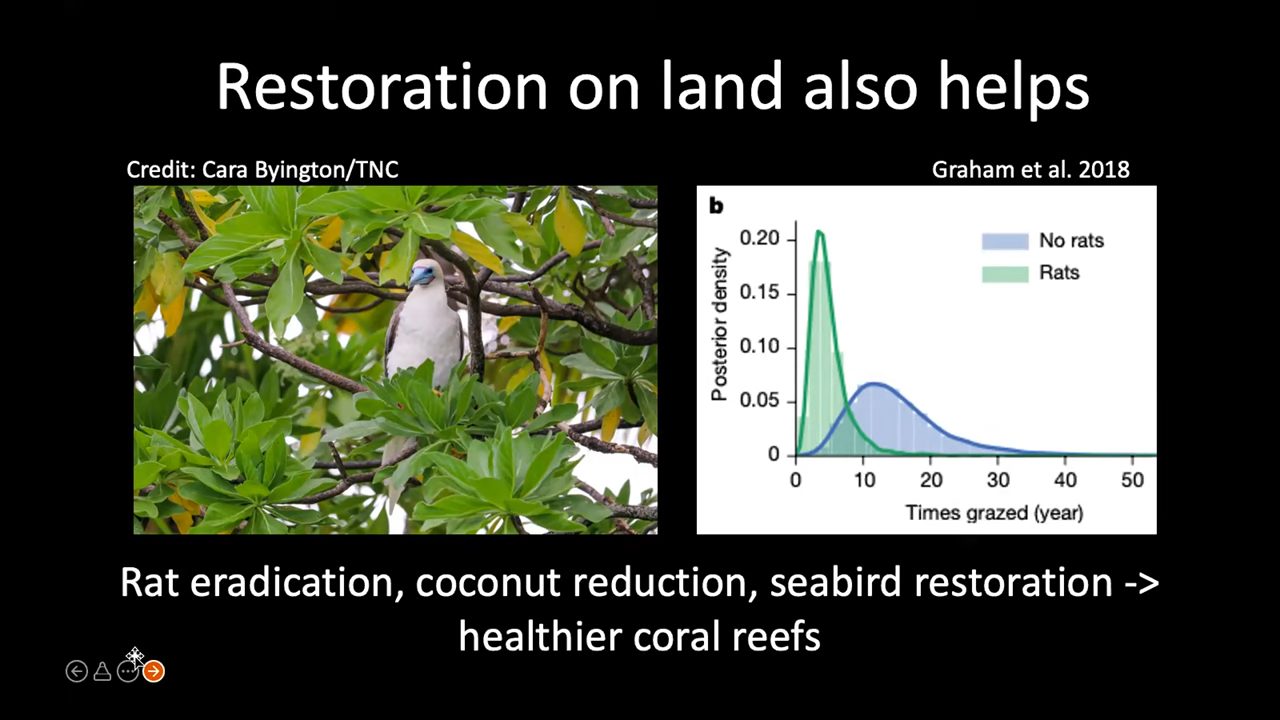 Restoration on land also helps
Credit: Cara Byington/TNC
Graham et al. 2018
b
Posterior density
0.20
0.15
0.10
0.05
0
No rats
Rats
0 10 20 30 40 50
Times grazed (year)
Rat eradication, coconut reduction, seabird restoration ->
healthier coral reefs